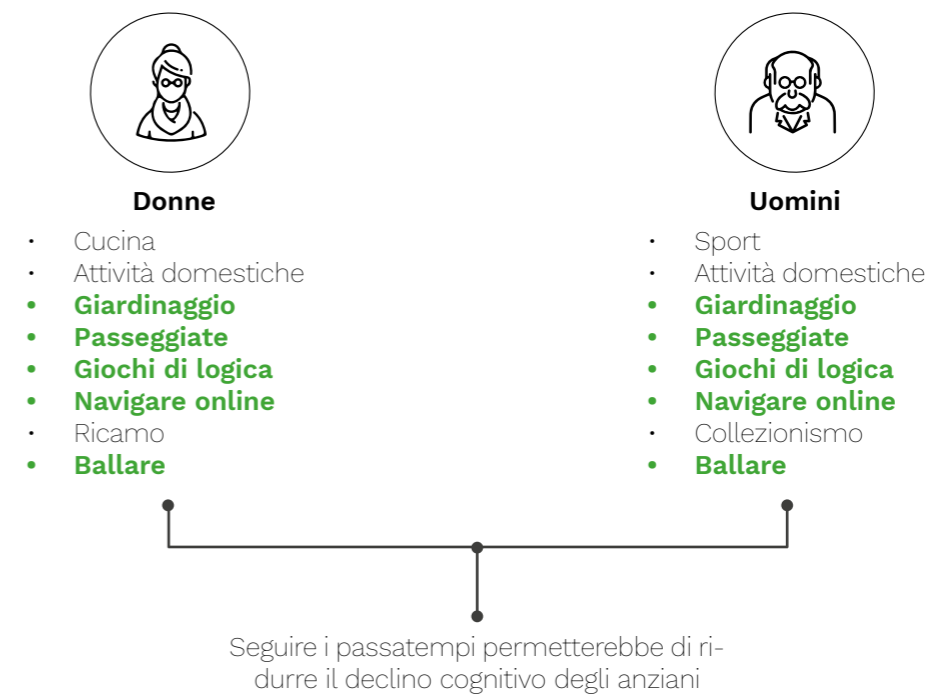 Donne
• Cucina
• Attività domestiche
• Giardinaggio
• Passeggiate
• Giochi di logica
• Navigare online
• Ricamo
• Ballare
Uomini
• Sport
• Attività domestiche
• Giardinaggio
• Passeggiate
• Giochi di logica
• Navigare online
• Collezionismo
• Ballare
Seguire i passatempi permetterebbe di ri-
durre il declino cognitivo degli anziani